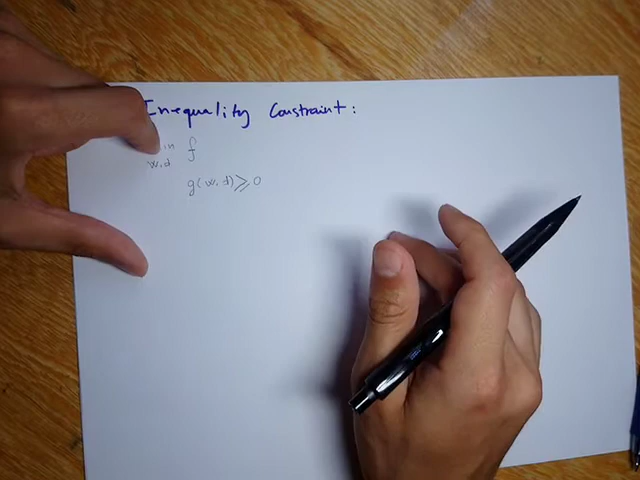 Inequality Constraint:
f
w.d
g(w.d) ⩾ 0